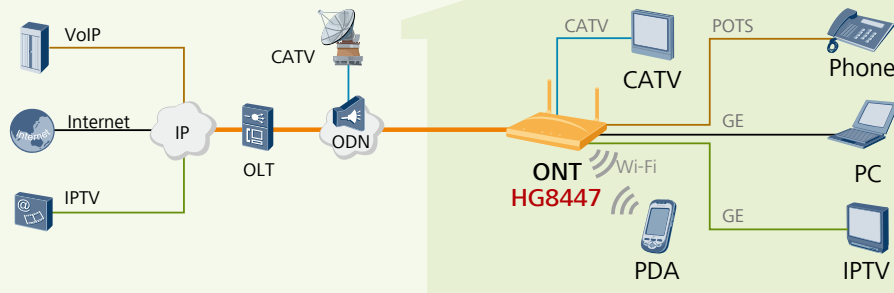 VoIP
CATV
Internet
Internet
IP
ODN
OLT
IPTV
@
CATV
CATV
POTS
Phone
GE
PC
ONT
HG8447
Wi-Fi
GE
PDA
IPTV